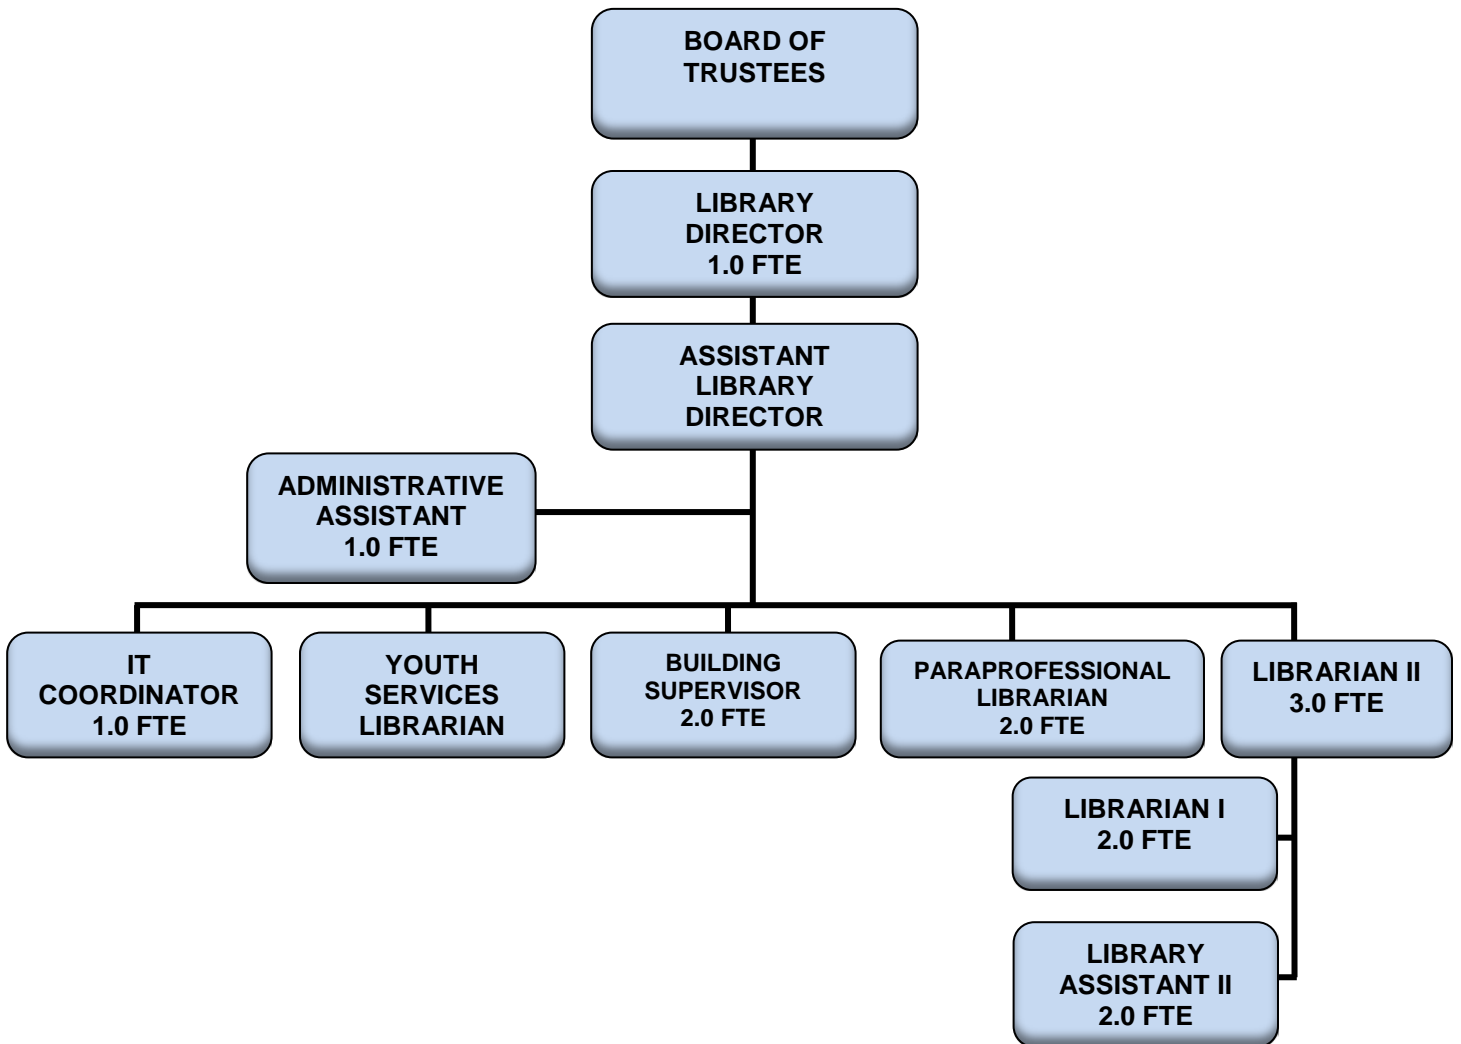 BOARD OF
TRUSTEES
LIBRARY
DIRECTOR
1.0 FTE
ASSISTANT
LIBRARY
DIRECTOR
ADMINISTRATIVE
ASSISTANT
1.0 FTE
IT
COORDINATOR
1.0 FTE
YOUTH
SERVICES
LIBRARIAN
BUILDING
SUPERVISOR
2.0 FTE
PARAPROFESSIONAL
LIBRARIAN
2.0 FTE
LIBRARIAN II
3.0 FTE
LIBRARIAN I
2.0 FTE
LIBRARY
ASSISTANT II
2.0 FTE